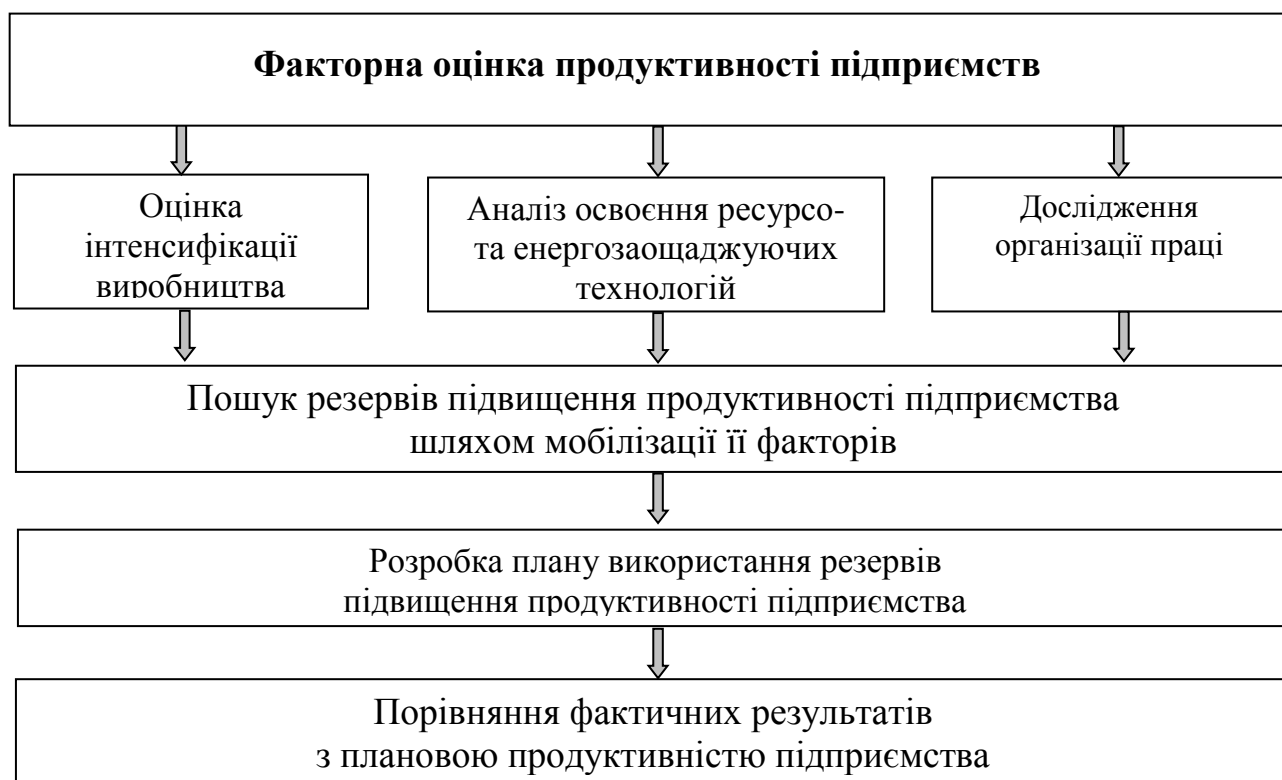 Факторна оцінка продуктивності підприємств
Оцінка
інтенсифікації
виробництва
Аналіз освоєння ресурсо-
та енергозаощаджуючих
технологій
Дослідження
організації праці
Пошук резервів підвищення продуктивності підприємства
шляхом мобілізації її факторів
Розробка плану використання резервів
підвищення продуктивності підприємства
Порівняння фактичних результатів
з плановою продуктивністю підприємства